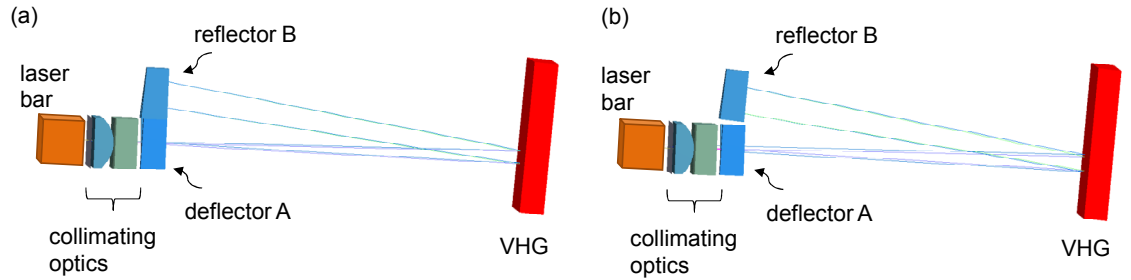 (a)
reflector B
laser
bar
deflector A
collimating
optics
VHG
(b)
reflector B
laser
bar
deflector A
collimating
optics
VHG